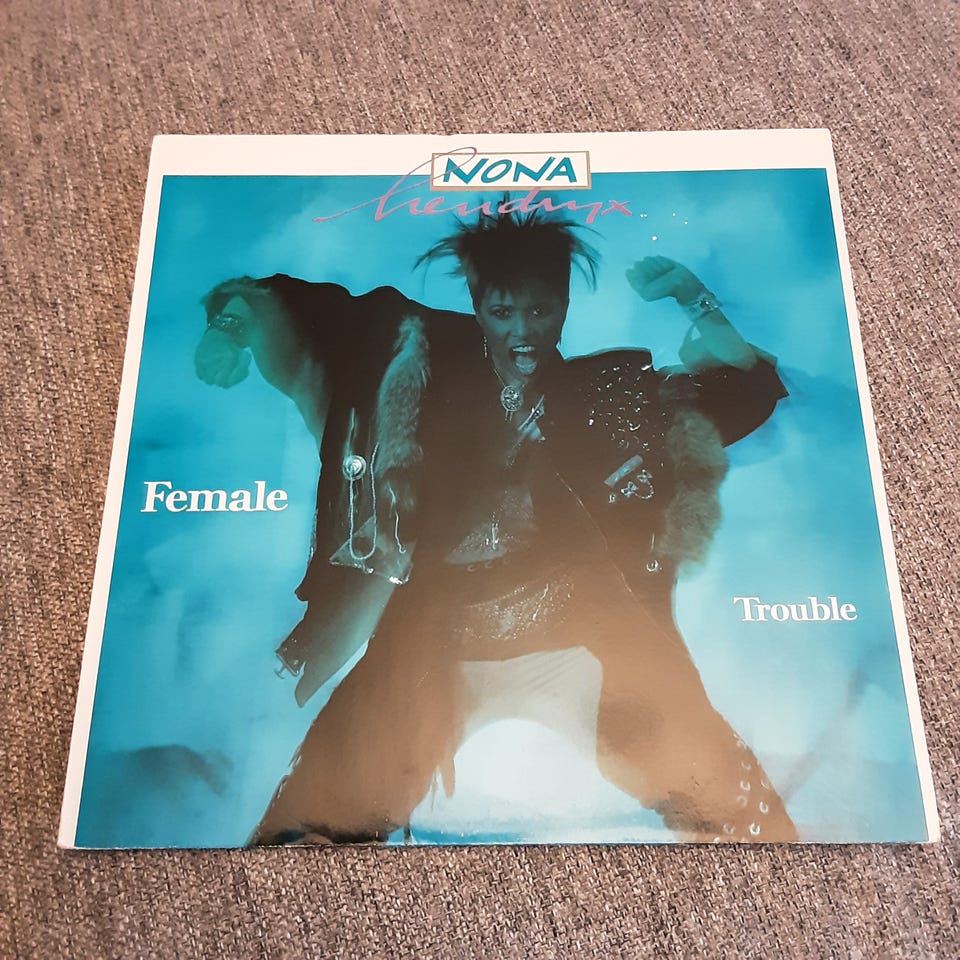 NONA
hendryx
Female
Trouble